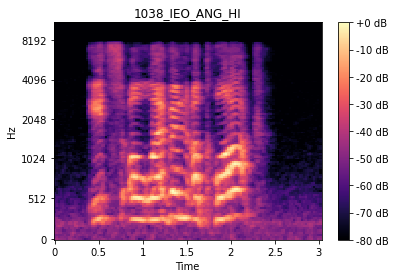 1038_IEO_ANG_HI
+0 dB
8192
-10 dB
4096
-20 dB
-30 dB
2048
Hz
-40 dB
1024
-50 dB
512
-60 dB
-70 dB
0
-80 dB
0 0.5 1 1.5 2 2.5 3
Time